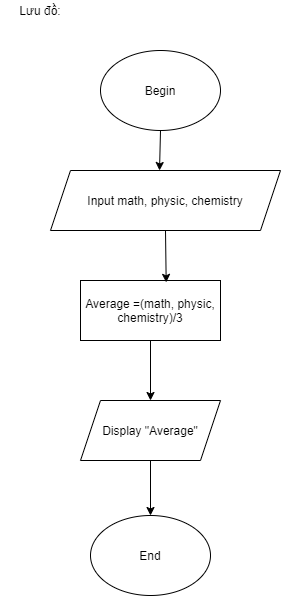 Lưu đồ:
Begin
Input math, physic, chemistry
Average =(math, physic,
chemistry)/3
Display "Average"
End